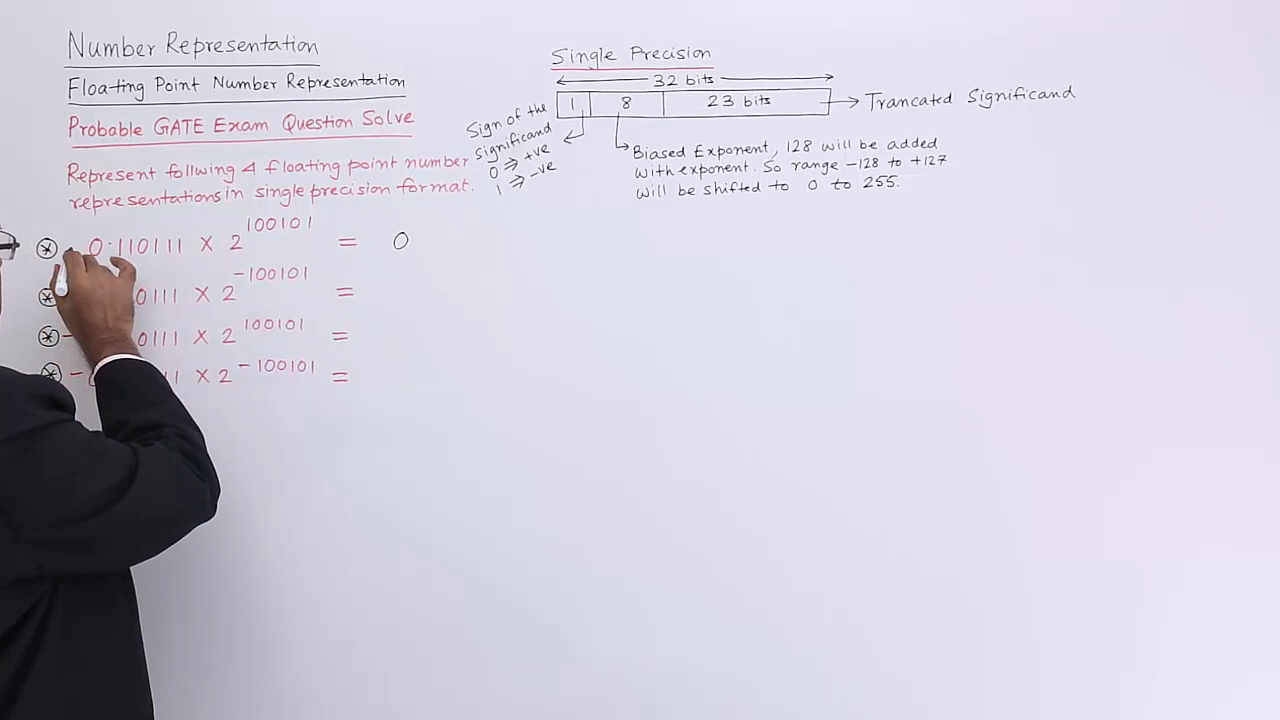 Number Representation
Floating Point Number Representation
Probable GATE Exam Question Solve
Represent follwing 4 floating point number
representations in single precision format.
0.110111 × 2^100101 = 0
0111 × 2^-100101 =
- 0111 × 2^100101 =
- 11 × 2^-100101 =
Single Precision
32 bits
1 8 23 bits
Trancated Significand
Sign of the
significand
0 ⇒ +ve
1 ⇒ -ve
Biased Exponent, 128 will be added
with exponent. So range -128 to +127
will be shifted to 0 to 255.